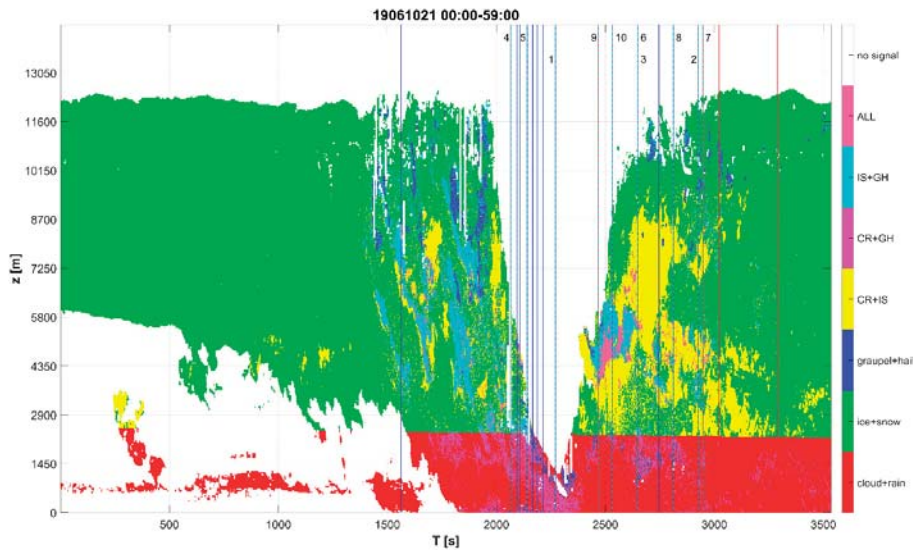 19061021 00:00-59:00
4 5 1 9 10 6 3 8 2 7
no signal
13050
ALL
11600
IS+GH
10150
CR+GH
8700
z [m]
7250
CR+IS
5800
graupel+hail
4350
ice+snow
2900
1450
cloud+rain
0
500 1000 1500 2000 2500 3000 3500
T [s]